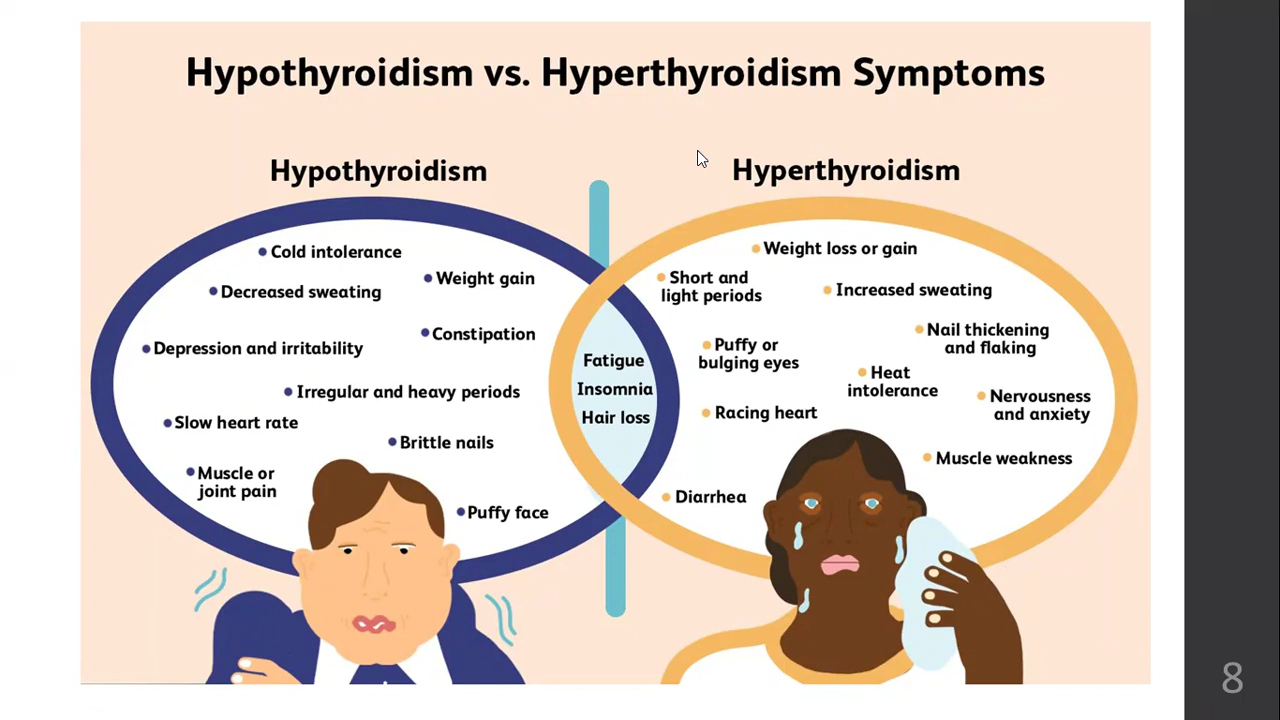 Hypothyroidism vs. Hyperthyroidism Symptoms
Hypothyroidism
Cold intolerance
Weight gain
Decreased sweating
Constipation
Depression and irritability
Irregular and heavy periods
Slow heart rate
Brittle nails
Muscle or
joint pain
Puffy face
Fatigue
Insomnia
Hair loss
Hyperthyroidism
Weight loss or gain
Short and
light periods
Increased sweating
Nail thickening
and flaking
Puffy or
bulging eyes
Heat
intolerance
Nervousness
and anxiety
Racing heart
Muscle weakness
Diarrhea
8